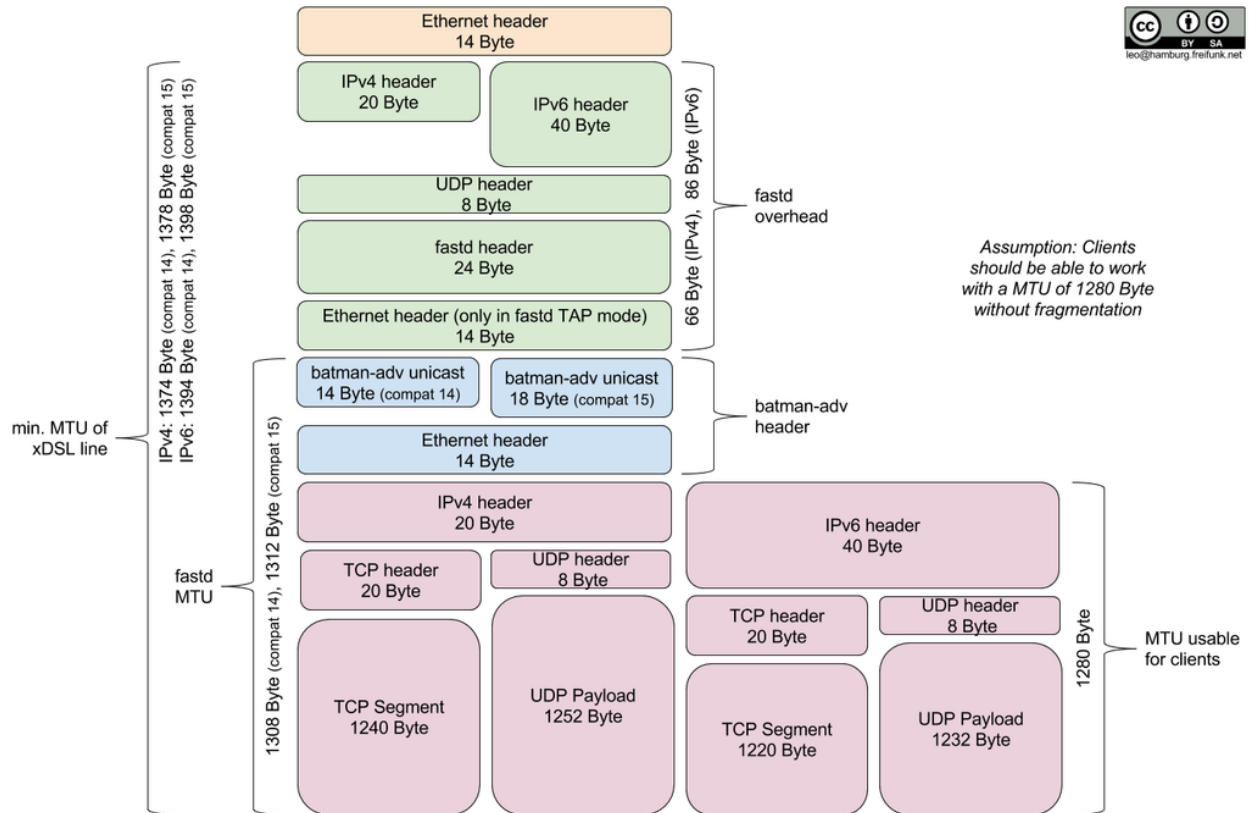 Ethernet header
14 Byte
cc
BY SA
leo@hamburg.freifunk.net
IPv4 header
20 Byte
IPv6 header
40 Byte
UDP header
8 Byte
fastd header
24 Byte
Ethernet header (only in fastd TAP mode)
14 Byte
66 Byte (IPv4), 86 Byte (IPv6)
fastd
overhead
Assumption: Clients
should be able to work
with a MTU of 1280 Byte
without fragmentation
min. MTU of
xDSL line
IPv4: 1374 Byte (compat 14), 1378 Byte (compat 15)
IPv6: 1394 Byte (compat 14), 1398 Byte (compat 15)
batman-adv unicast
14 Byte (compat 14)
batman-adv unicast
18 Byte (compat 15)
Ethernet header
14 Byte
batman-adv
header
fastd
MTU
1308 Byte (compat 14), 1312 Byte (compat 15)
IPv4 header
20 Byte
TCP header
20 Byte
UDP header
8 Byte
TCP Segment
1240 Byte
UDP Payload
1252 Byte
IPv6 header
40 Byte
TCP header
20 Byte
UDP header
8 Byte
TCP Segment
1220 Byte
UDP Payload
1232 Byte
1280 Byte
MTU usable
for clients